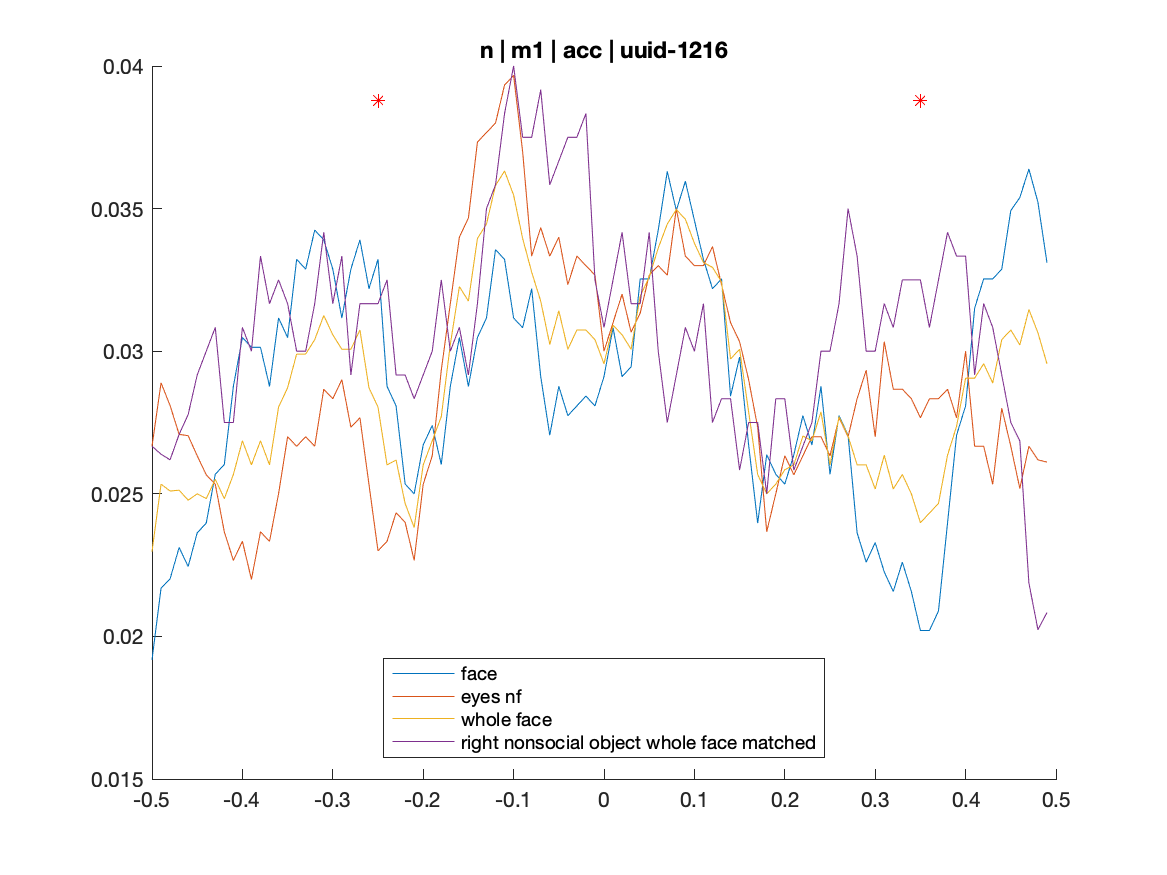 n | m1 | acc | uuid-1216
0.04
0.035
0.03
0.025
0.02
0.015
face
eyes nf
whole face
right nonsocial object whole face matched
-0.5 -0.4 -0.3 -0.2 -0.1 0 0.1 0.2 0.3 0.4 0.5